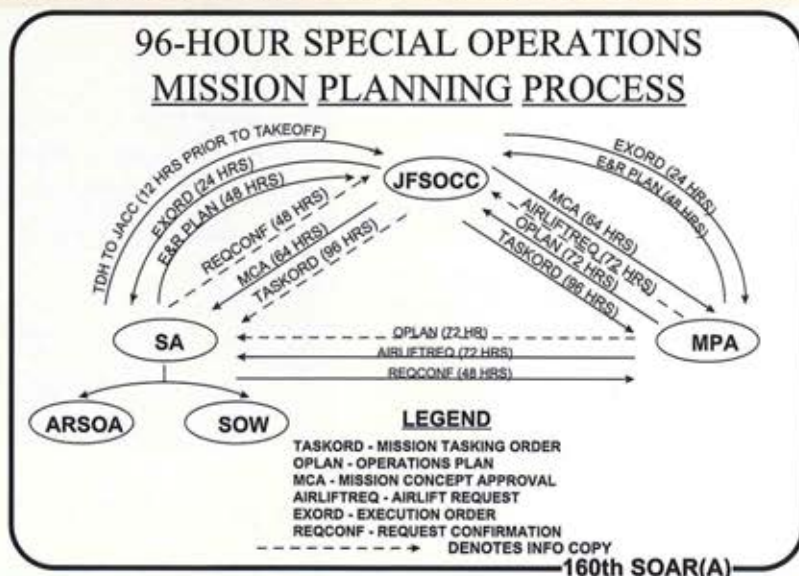 96-HOUR SPECIAL OPERATIONS
MISSION PLANNING PROCESS
TDH TO JACC (12 HRS PRIOR TO TAKEOFF)
EXORD (24 HRS)
E&R PLAN (48 HRS)
REQCONF (48 HRS)
MCA (64 HRS)
TASKORD (96 HRS)
JFSOCC
EXORD (24 HRS)
E&R PLAN (48 HRS)
MCA (64 HRS)
AIRLIFTREQ (72 HRS)
OPLAN (72 HRS)
TASKORD (96 HRS)
SA
OPLAN (72 HR)
AIRLIFTREQ (72 HRS)
REQCONF (48 HRS)
MPA
ARSOA
SOW
LEGEND
TASKORD - MISSION TASKING ORDER
OPLAN - OPERATIONS PLAN
MCA - MISSION CONCEPT APPROVAL
AIRLIFTREQ - AIRLIFT REQUEST
EXORD - EXECUTION ORDER
REQCONF - REQUEST CONFIRMATION
DENOTES INFO COPY
160th SOAR(A)